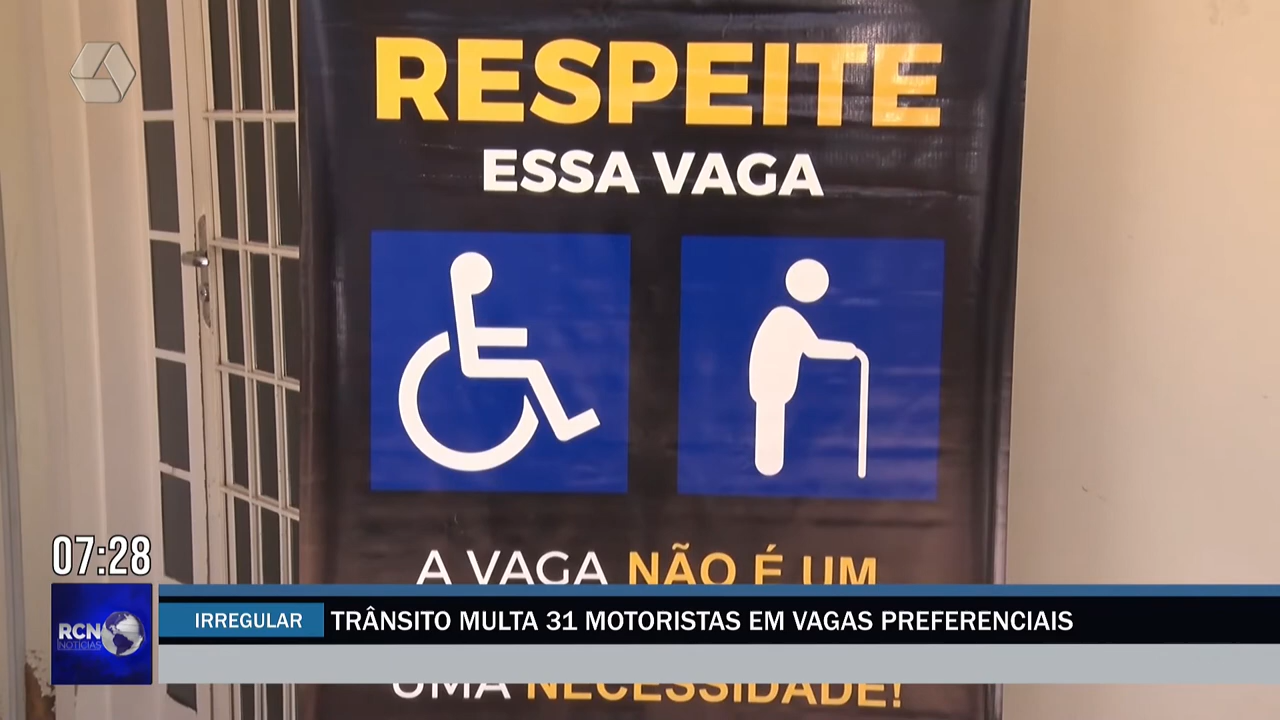 RESPEITE
ESSA VAGA
A VAGA NÃO É UM
07:28
IRREGULAR
TRÂNSITO MULTA 31 MOTORISTAS EM VAGAS PREFERENCIAIS
RCN
NOTÍCIAS
UMA NECESSIDADE!